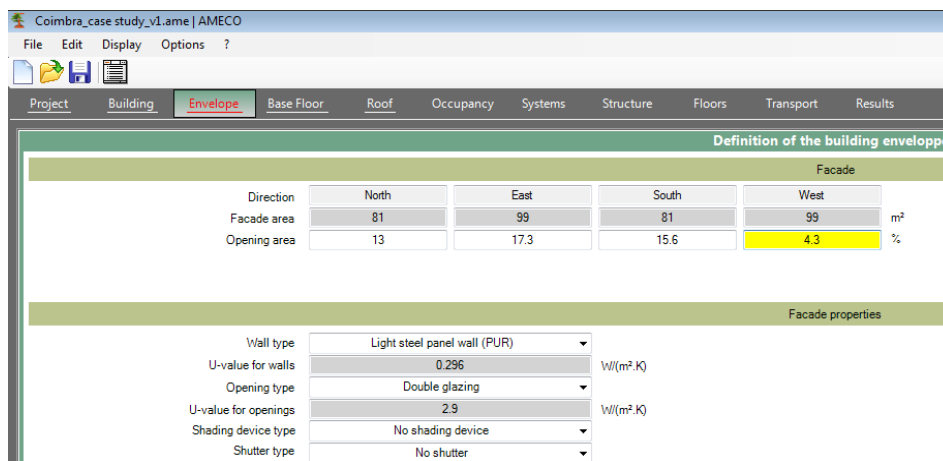 Coimbra_case study_v1.ame | AMECO
File Edit Display Options ?
Project Building Envelope Base Floor Roof Occupancy Systems Structure Floors Transport Results
Definition of the building envelopp
Facade
Direction North East South West
Facade area 81 99 81 99 m²
Opening area 13 17.3 15.6 4.3 %
Facade properties
Wall type Light steel panel wall (PUR)
U-value for walls 0.296 W/(m².K)
Opening type Double glazing
U-value for openings 2.9 W/(m².K)
Shading device type No shading device
Shutter type No shutter